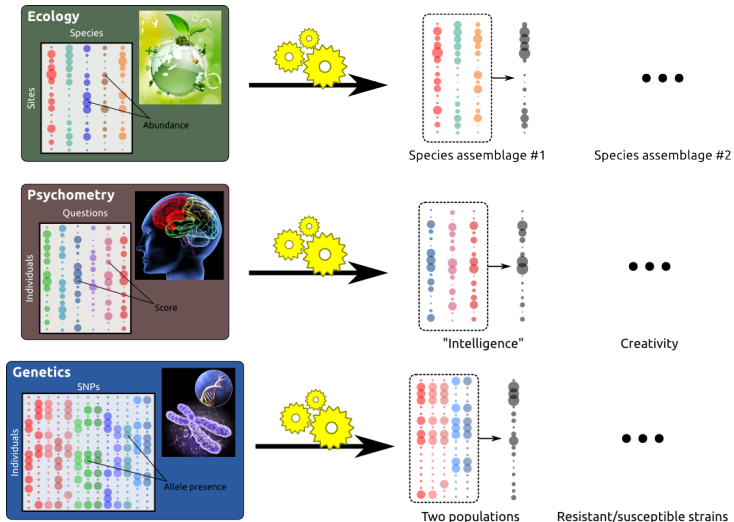 Ecology
Species
Sites
Abundance
Species assemblage #1
Species assemblage #2
Psychometry
Questions
Individuals
Score
"Intelligence"
Creativity
Genetics
SNPs
Individuals
Allele presence
Two populations
Resistant/susceptible strains